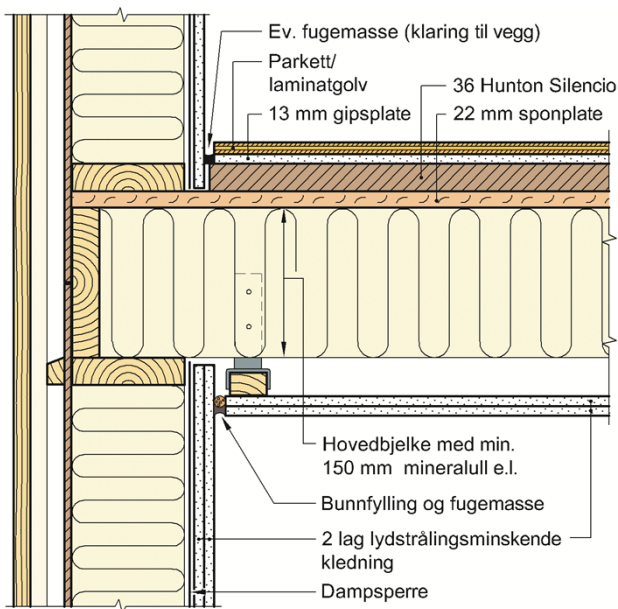 Ev. fugemasse (klaring til vegg)
Parkett/
laminatgolv
36 Hunton Silencio
13 mm gipsplate
22 mm sponplate
Hovedbjelke med min.
150 mm mineralull e.l.
Bunnfylling og fugemasse
2 lag lydstrålingsminskende
kledning
Dampsperre